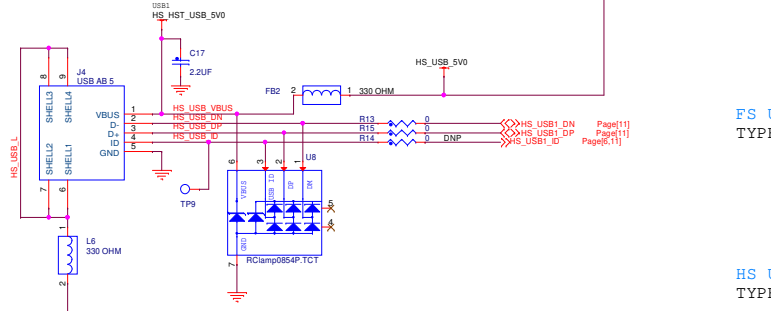 USB1
HS_HST_USB_5V0
C17
2.2UF
J4
USB AB 5
8
9
SHELL3
SHELL4
SHELL2
SHELL1
7
6
VBUS
D-
D+
ID
GND
1
2
3
4
5
HS_USB_VBUS
HS_USB_DN
HS_USB_DP
HS_USB_ID
FB2
2
1
330 OHM
HS_USB_5V0
R13
0
HS_USB1_DN
Page[11]
R15
0
HS_USB1_DP
Page[11]
R14
0
DNP
HS_USB1_ID
Page[6,11]
HS_USB_L
TP9
U8
6
3
2
1
VBUS
USB ID
DP
DM
5
4
GND
7
RClamp0854P.TCT
1
L6
330 OHM
2
FS U
TYPE
HS U
TYPE